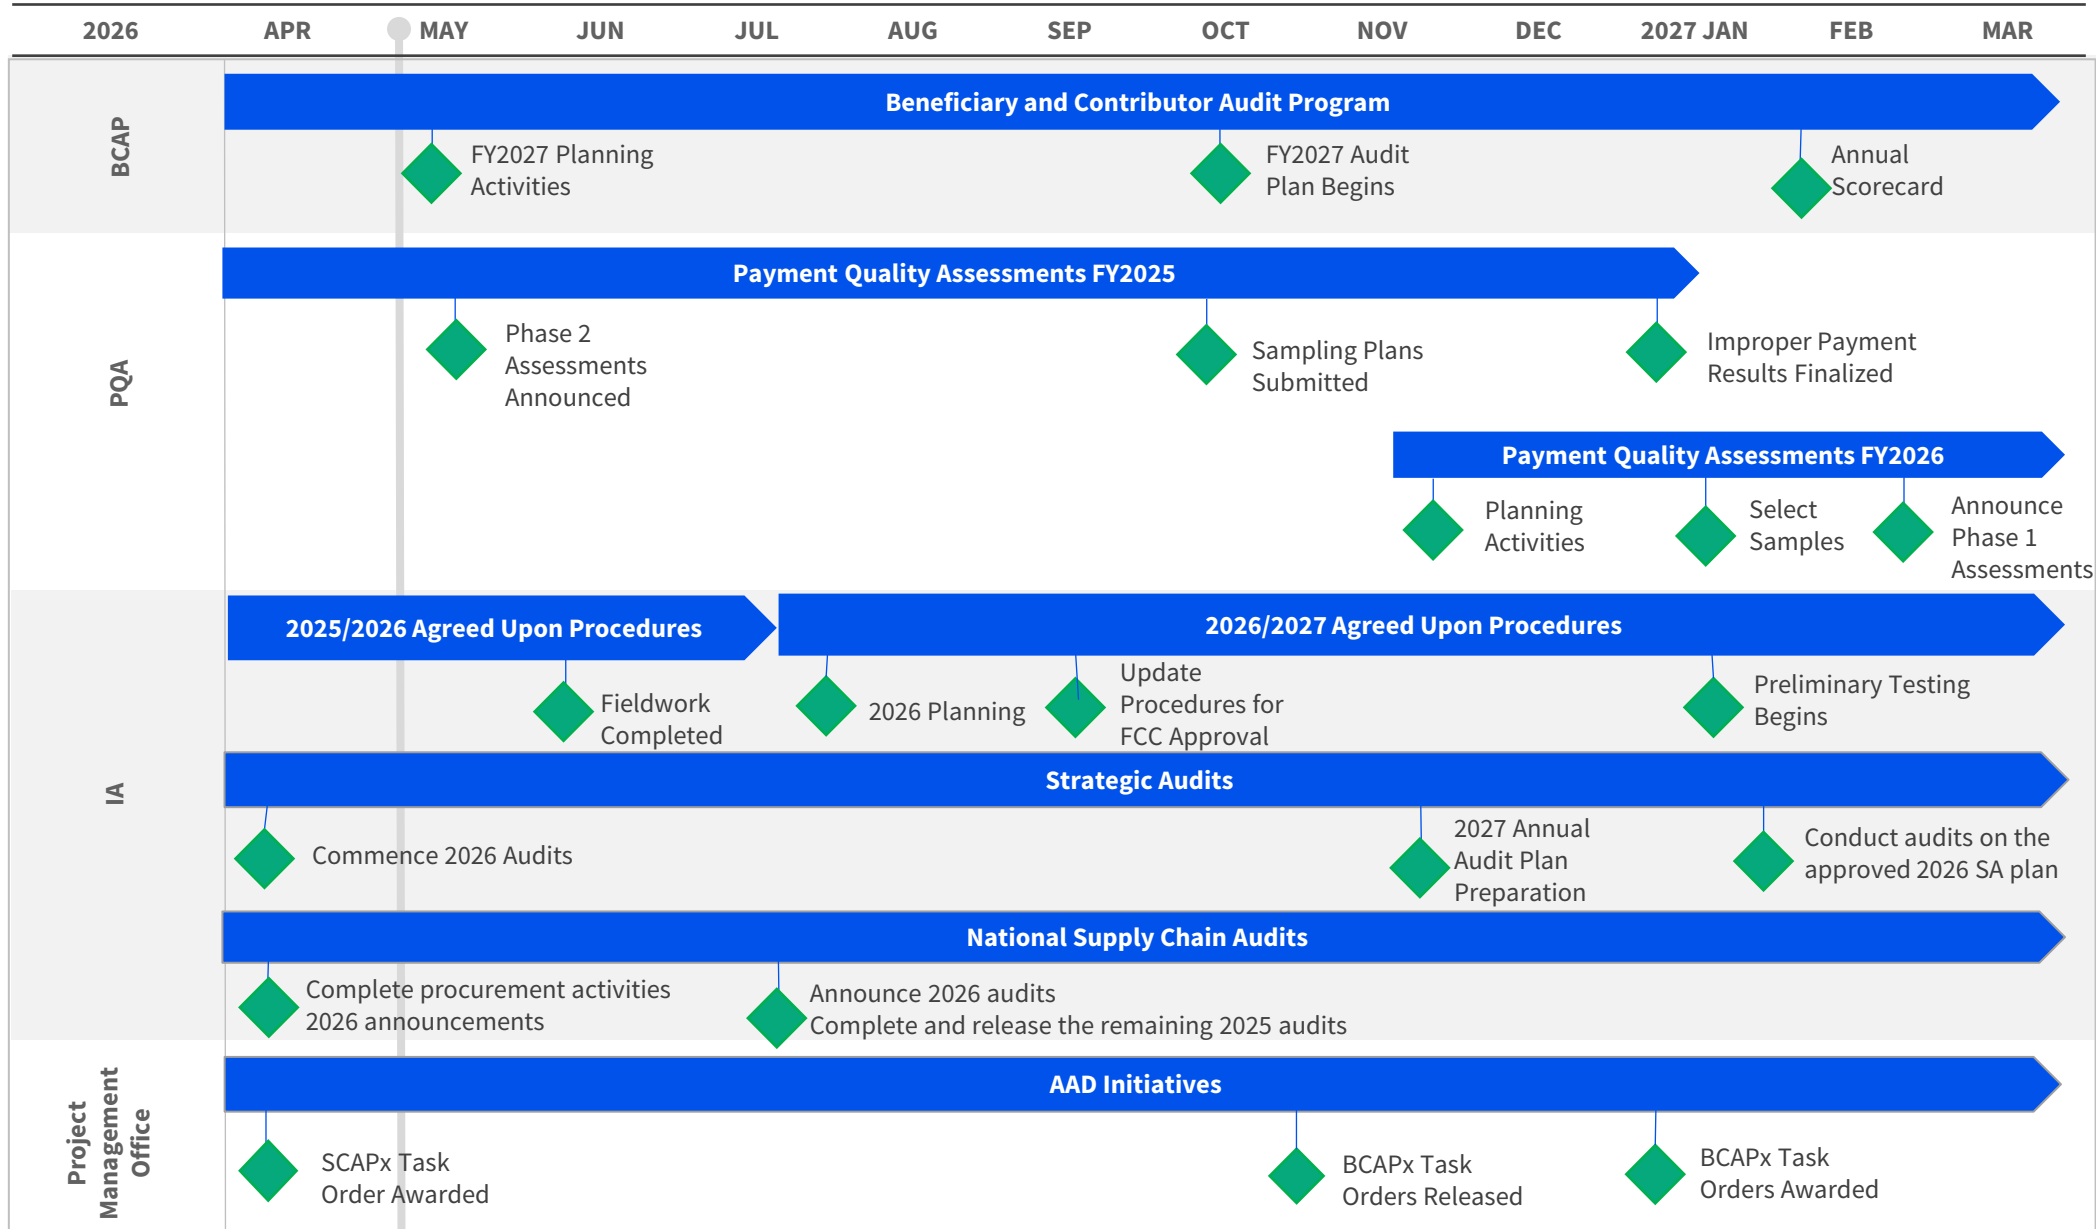 2026 APR MAY JUN JUL AUG SEP OCT NOV DEC 2027 JAN FEB MAR
BCAP
Beneficiary and Contributor Audit Program
FY2027 Planning
Activities
FY2027 Audit
Plan Begins
Annual
Scorecard
PQA
Payment Quality Assessments FY2025
Phase 2
Assessments
Announced
Sampling Plans
Submitted
Improper Payment
Results Finalized
Payment Quality Assessments FY2026
Planning
Activities
Select
Samples
Announce
Phase 1
Assessments
IA
2025/2026 Agreed Upon Procedures
2026/2027 Agreed Upon Procedures
Fieldwork
Completed
2026 Planning
Update
Procedures for
FCC Approval
Preliminary Testing
Begins
Strategic Audits
Commence 2026 Audits
2027 Annual
Audit Plan
Preparation
Conduct audits on the
approved 2026 SA plan
National Supply Chain Audits
Complete procurement activities
2026 announcements
Announce 2026 audits
Complete and release the remaining 2025 audits
Project
Management
Office
AAD Initiatives
SCAPx Task
Order Awarded
BCAPx Task
Orders Released
BCAPx Task
Orders Awarded